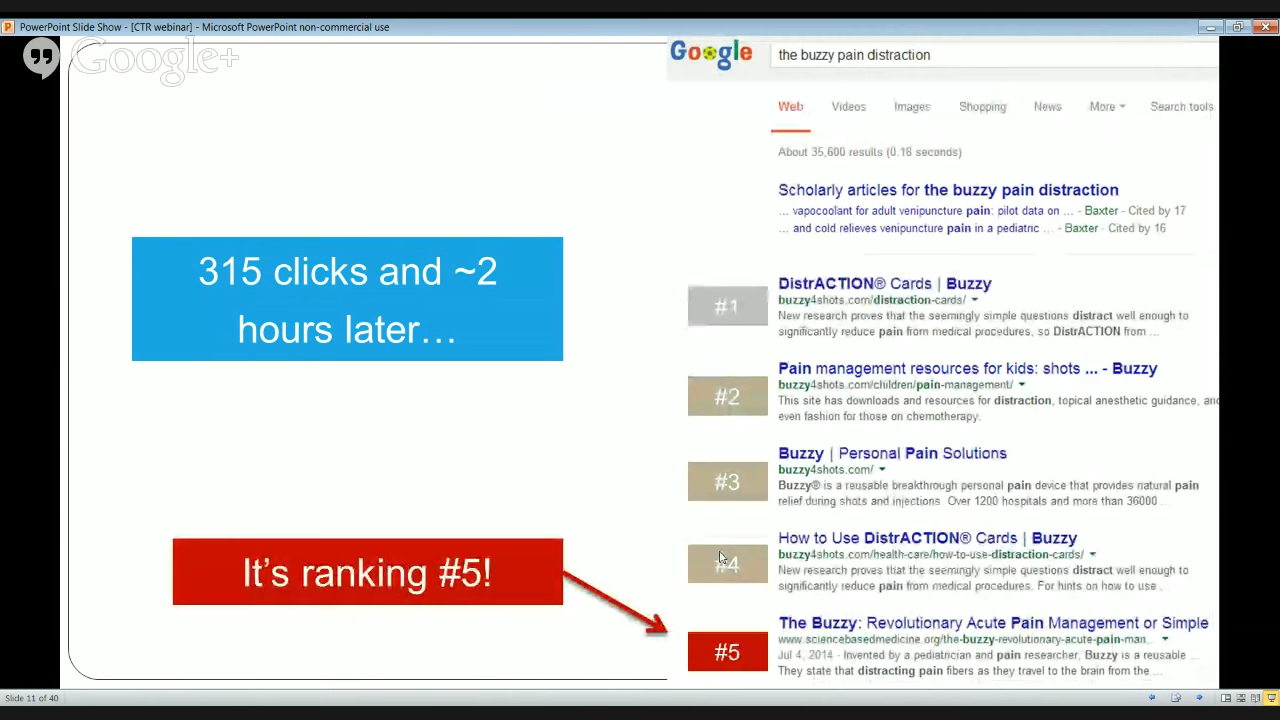 PowerPoint Slide Show - [CTR webinar] - Microsoft PowerPoint non-commercial use
Google+
Google
the buzzy pain distraction
Web Videos Images Shopping News More Search tools
About 35,600 results (0.16 seconds)
Scholarly articles for the buzzy pain distraction
... vapocoolant for adult venipuncture pain: pilot data on ... - Baxter - Cited by 17
... and cold relieves venipuncture pain in a pediatric ... - Baxter - Cited by 16
315 clicks and ~2
hours later…
#1
DistrACTION® Cards | Buzzy
buzzy4shots.com/distraction-cards/
New research proves that the seemingly simple questions distract well enough to
significantly reduce pain from medical procedures, so DistrACTION from ...
#2
Pain management resources for kids: shots ... - Buzzy
buzzy4shots.com/children/pain-management/
This site has downloads and resources for distraction, topical anesthetic guidance, and
even fashion for those on chemotherapy.
#3
Buzzy | Personal Pain Solutions
buzzy4shots.com/
Buzzy® is a reusable breakthrough personal pain device that provides natural pain
relief during shots and injections. Over 1200 hospitals and more than 36000 ...
#4
How to Use DistrACTION® Cards | Buzzy
buzzy4shots.com/health-care/how-to-use-distraction-cards/
New research proves that the seemingly simple questions distract well enough to
significantly reduce pain from medical procedures. For hints on how to use ...
It's ranking #5!
#5
The Buzzy: Revolutionary Acute Pain Management or Simple
www.sciencebasedmedicine.org/the-buzzy-revolutionary-acute-pain-man...
Jul 4, 2014 - Invented by a pediatrician and pain researcher, Buzzy is a reusable ...
They state that distracting pain fibers as they travel to the brain from the ...
Slide 11 of 40